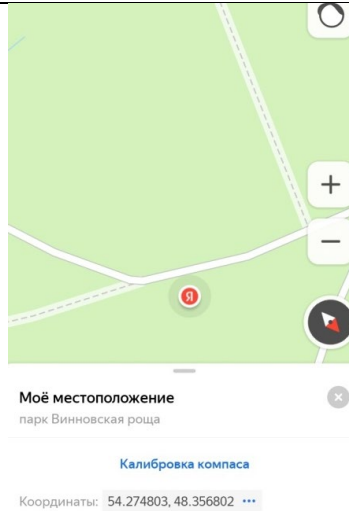 +
−
Я
Моё местоположение
парк Винновская роща
Калибровка компаса
Координаты: 54.274803, 48.356802 •••